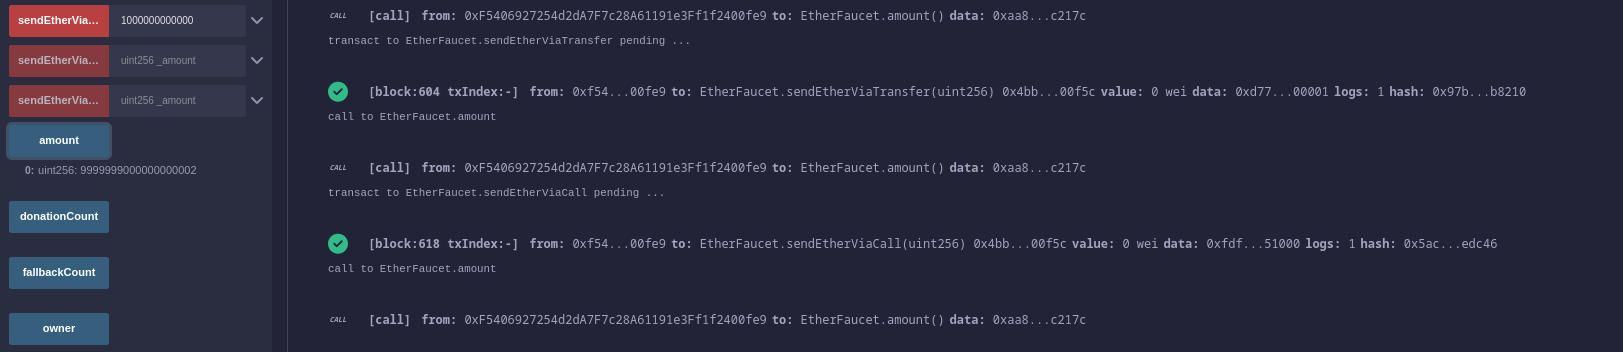 sendEtherVia... 1000000000000
sendEtherVia... uint256 _amount
sendEtherVia... uint256 _amount
amount
0: uint256: 9999999000000000002
donationCount
fallbackCount
owner
CALL [call] from: 0xF5406927254d2dA7F7c28A61191e3Ff1f2400fe9 to: EtherFaucet.amount() data: 0xaa8...c217c
transact to EtherFaucet.sendEtherViaTransfer pending ...
[block:604 txIndex:-] from: 0xf54...00fe9 to: EtherFaucet.sendEtherViaTransfer(uint256) 0x4bb...00f5c value: 0 wei data: 0xd77...00001 logs: 1 hash: 0x97b...b8210
call to EtherFaucet.amount
CALL [call] from: 0xF5406927254d2dA7F7c28A61191e3Ff1f2400fe9 to: EtherFaucet.amount() data: 0xaa8...c217c
transact to EtherFaucet.sendEtherViaCall pending ...
[block:618 txIndex:-] from: 0xf54...00fe9 to: EtherFaucet.sendEtherViaCall(uint256) 0x4bb...00f5c value: 0 wei data: 0xfdf...51000 logs: 1 hash: 0x5ac...edc46
call to EtherFaucet.amount
CALL [call] from: 0xF5406927254d2dA7F7c28A61191e3Ff1f2400fe9 to: EtherFaucet.amount() data: 0xaa8...c217c